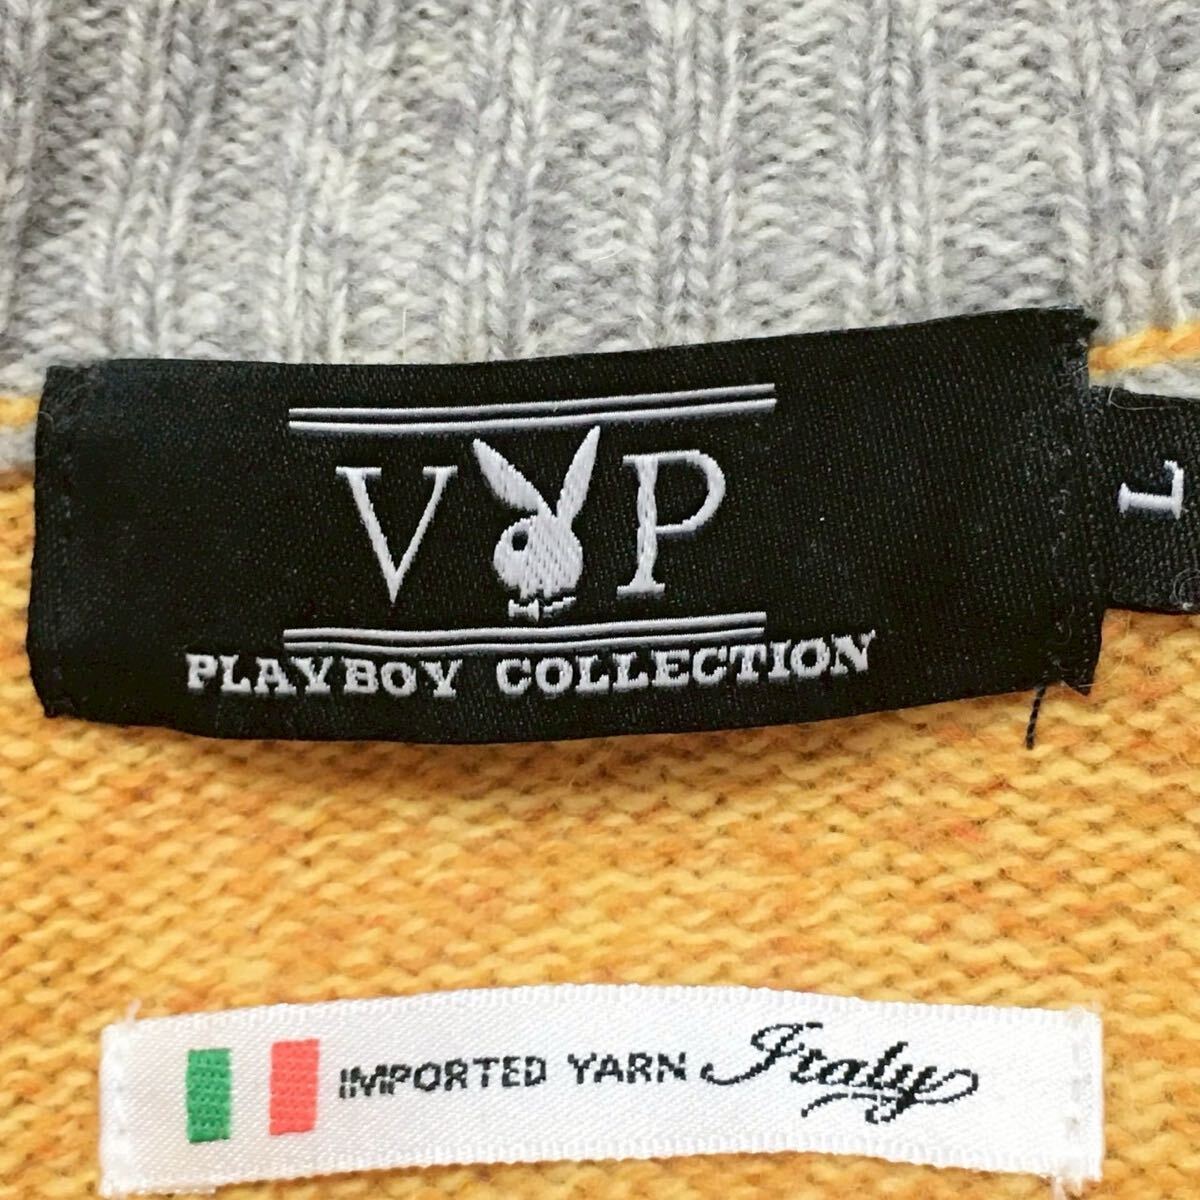 V P
PLAYBOY COLLECTION
L
IMPORTED YARN Italy